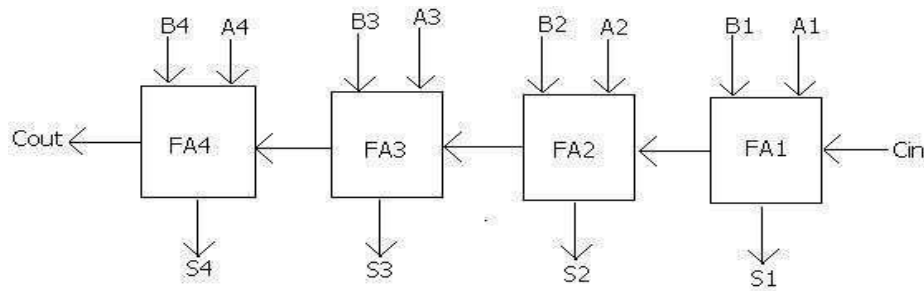 B4 A4 B3 A3 B2 A2 B1 A1
Cout FA4 FA3 FA2 FA1 Cin
S4 S3 S2 S1